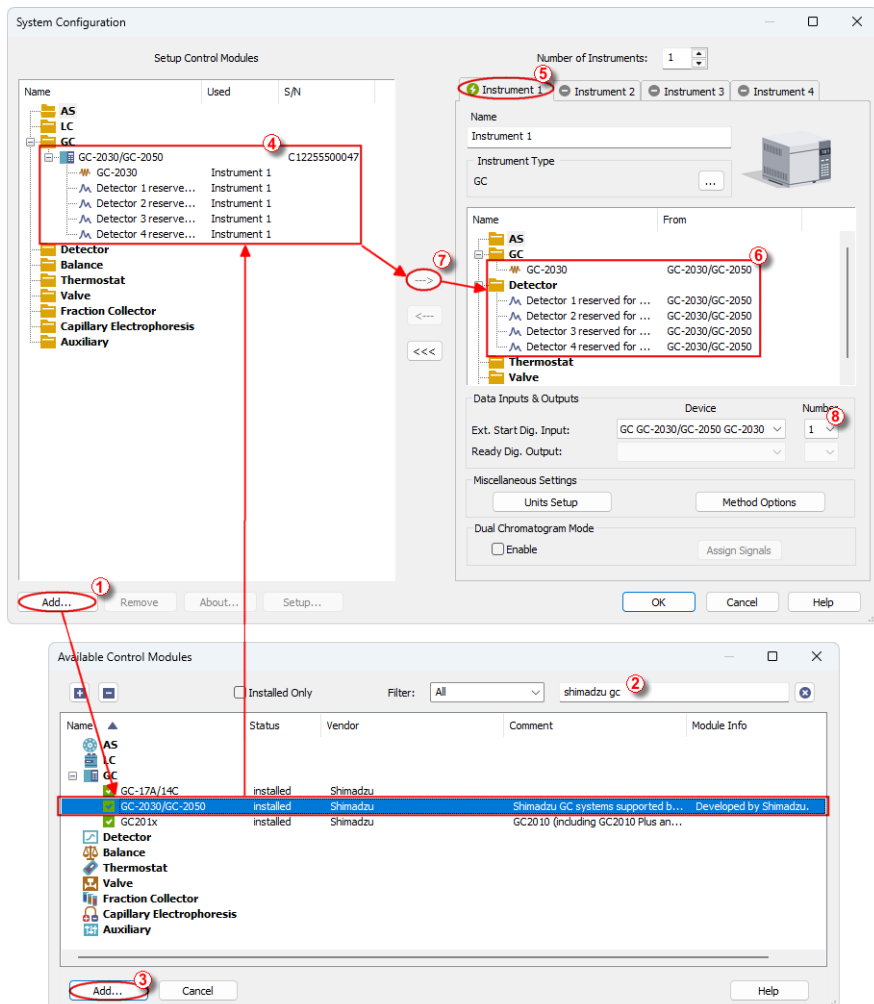 System Configuration
Setup Control Modules
Number of Instruments: 1
Name Used S/N
AS
LC
GC
GC-2030/GC-2050 C12255500047
GC-2030 Instrument 1
Detector 1 reserve... Instrument 1
Detector 2 reserve... Instrument 1
Detector 3 reserve... Instrument 1
Detector 4 reserve... Instrument 1
Detector
Balance
Thermostat
Valve
Fraction Collector
Capillary Electrophoresis
Auxiliary
4
7
--->
<---
<<<
5
Instrument 1 Instrument 2 Instrument 3 Instrument 4
Name
Instrument 1
Instrument Type
GC ...
Name From
AS
GC
6
GC-2030 GC-2030/GC-2050
Detector
Detector 1 reserved for ... GC-2030/GC-2050
Detector 2 reserved for ... GC-2030/GC-2050
Detector 3 reserved for ... GC-2030/GC-2050
Detector 4 reserved for ... GC-2030/GC-2050
Thermostat
Valve
Data Inputs & Outputs
Device Number
8
Ext. Start Dig. Input: GC GC-2030/GC-2050 GC-2030 1
Ready Dig. Output:
Miscellaneous Settings
Units Setup Method Options
Dual Chromatogram Mode
Enable Assign Signals
1
Add... Remove About... Setup... OK Cancel Help
Available Control Modules
Installed Only Filter: All shimadzu gc 2
Name Status Vendor Comment Module Info
AS
LC
GC
GC-17A/14C installed Shimadzu
GC-2030/GC-2050 installed Shimadzu Shimadzu GC systems supported b... Developed by Shimadzu.
GC201x installed Shimadzu GC2010 (including GC2010 Plus an...
Detector
Balance
Thermostat
Valve
Fraction Collector
Capillary Electrophoresis
Auxiliary
3
Add... Cancel Help